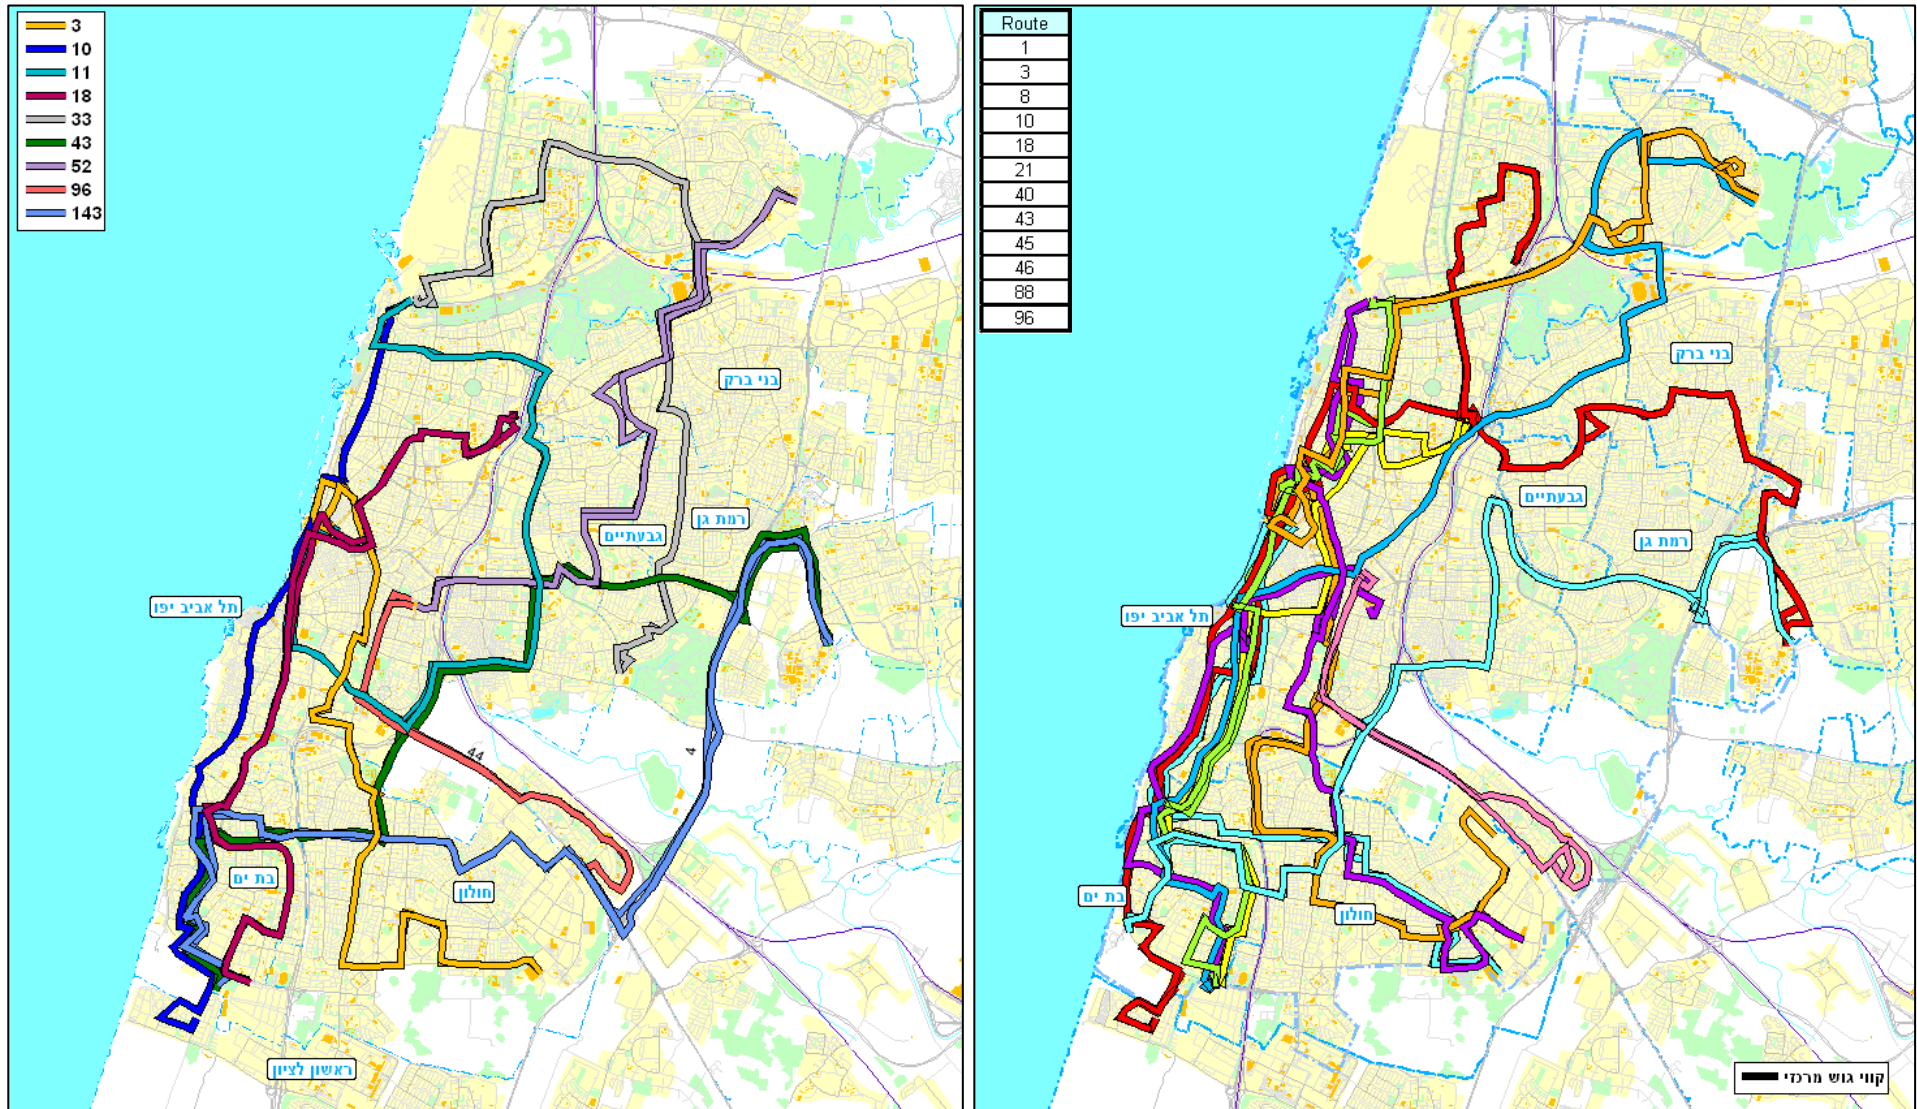 3
10
11
18
33
43
52
96
143
בני ברק
רמת גן
גבעתיים
תל אביב יפו
44
4
בת ים
חולון
ראשון לציון
Route
1
3
8
10
18
21
40
43
45
46
88
96
בני ברק
גבעתיים
רמת גן
תל אביב יפו
בת ים
חולון
קווי גוש מרכזי